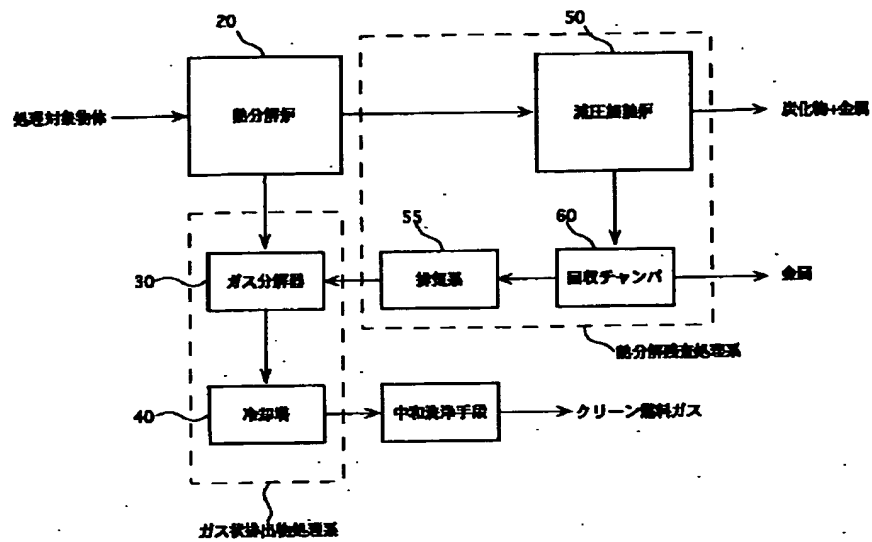 20
50
処理対象物体
熱分解炉
減圧加熱炉
炭化物+金属
55
60
30
ガス分解器
排気系
回収チャンバ
金属
熱分解残査処理系
40
冷却塔
中和洗浄手段
クリーン燃料ガス
ガス状排出物処理系